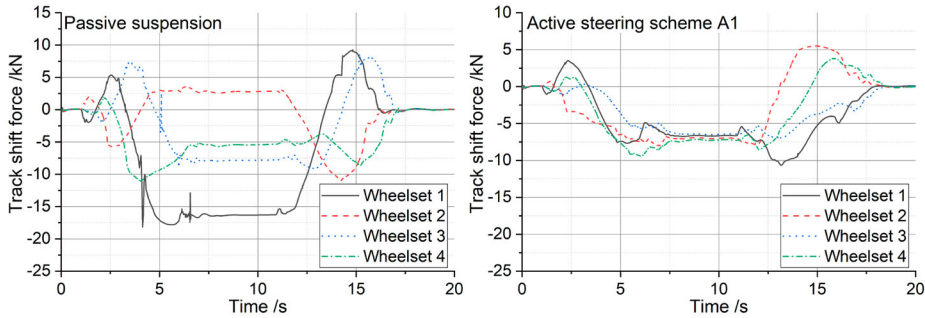 Passive suspension
Track shift force /kN
15
10
5
0
-5
-10
-15
-20
-25
Wheelset 1
Wheelset 2
Wheelset 3
Wheelset 4
0 5 10 15 20
Time /s
Active steering scheme A1
Track shift force /kN
10
5
0
-5
-10
-15
-20
-25
Wheelset 1
Wheelset 2
Wheelset 3
Wheelset 4
0 5 10 15 20
Time /s